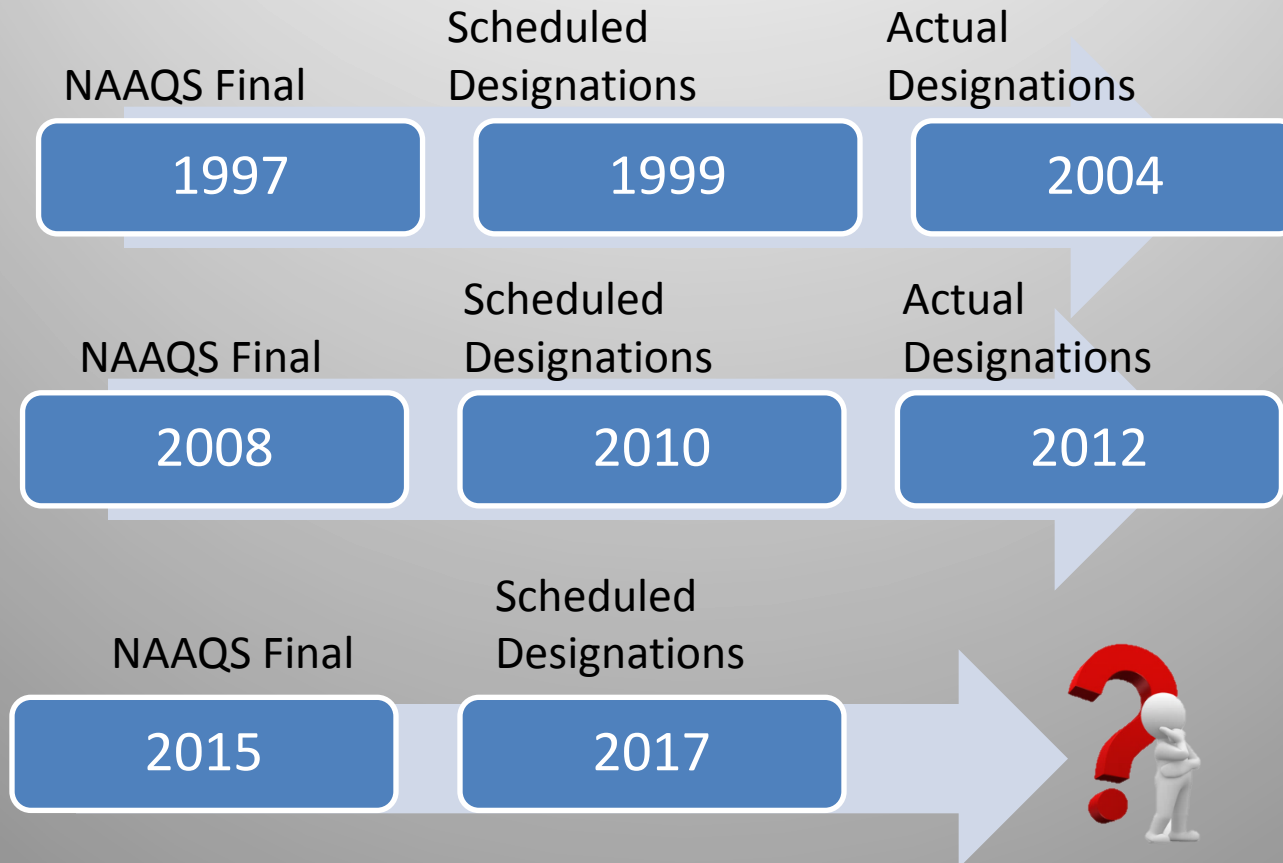 Scheduled
Designations
Actual
Designations
NAAQS Final
1997
1999
2004
Scheduled
Designations
Actual
Designations
NAAQS Final
2008
2010
2012
Scheduled
Designations
NAAQS Final
2015
2017
?